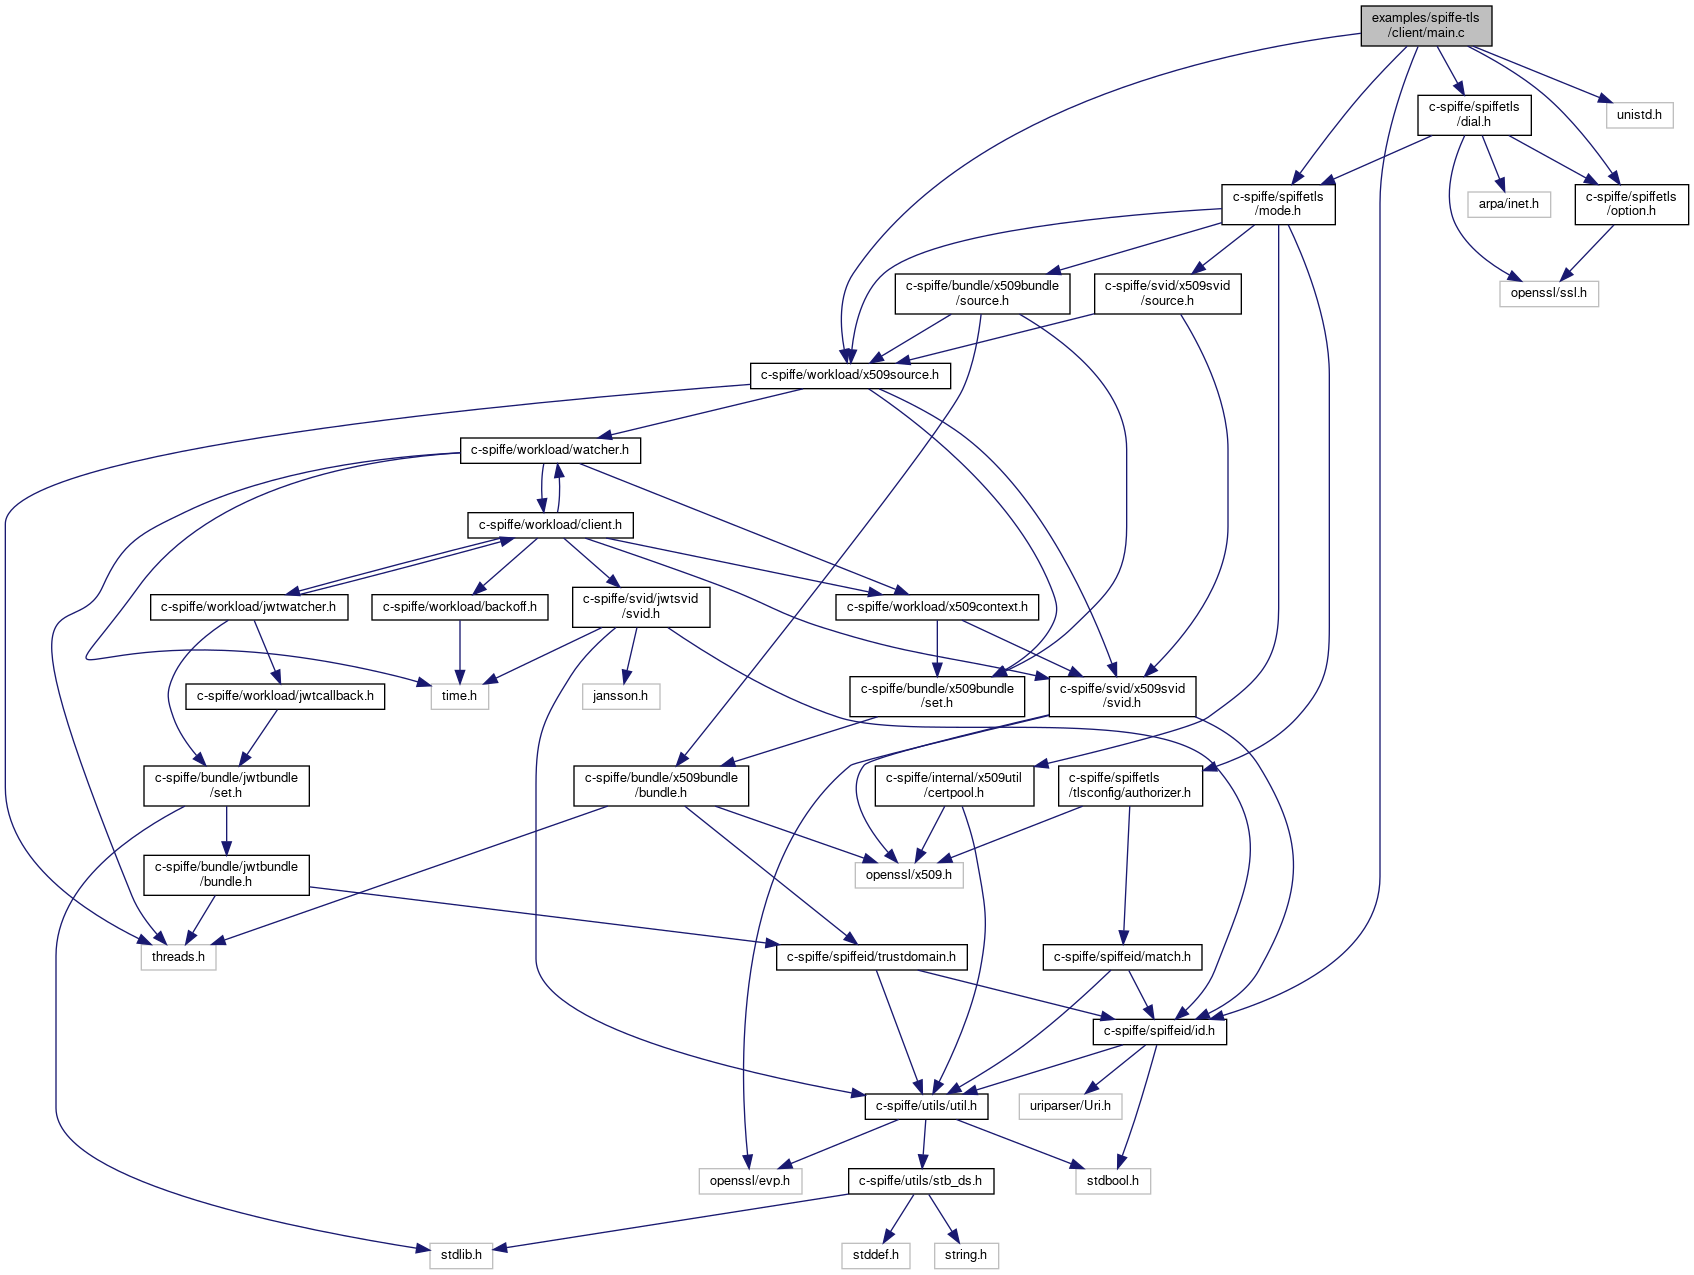 examples/spiffe-tls
/client/main.c
c-spiffe/spiffetls
/dial.h
unistd.h
c-spiffe/spiffetls
/mode.h
arpa/inet.h
c-spiffe/spiffetls
/option.h
c-spiffe/bundle/x509bundle
/source.h
c-spiffe/svid/x509svid
/source.h
openssl/ssl.h
c-spiffe/workload/x509source.h
c-spiffe/workload/watcher.h
c-spiffe/workload/client.h
c-spiffe/workload/jwtwatcher.h
c-spiffe/workload/backoff.h
c-spiffe/svid/jwtsvid
/svid.h
c-spiffe/workload/x509context.h
c-spiffe/workload/jwtcallback.h
time.h
jansson.h
c-spiffe/bundle/x509bundle
/set.h
c-spiffe/svid/x509svid
/svid.h
c-spiffe/bundle/jwtbundle
/set.h
c-spiffe/bundle/x509bundle
/bundle.h
c-spiffe/internal/x509util
/certpool.h
c-spiffe/spiffetls
/tlsconfig/authorizer.h
c-spiffe/bundle/jwtbundle
/bundle.h
openssl/x509.h
threads.h
c-spiffe/spiffeid/trustdomain.h
c-spiffe/spiffeid/match.h
c-spiffe/spiffeid/id.h
c-spiffe/utils/util.h
uriparser/Uri.h
openssl/evp.h
c-spiffe/utils/stb_ds.h
stdbool.h
stdlib.h
stddef.h
string.h